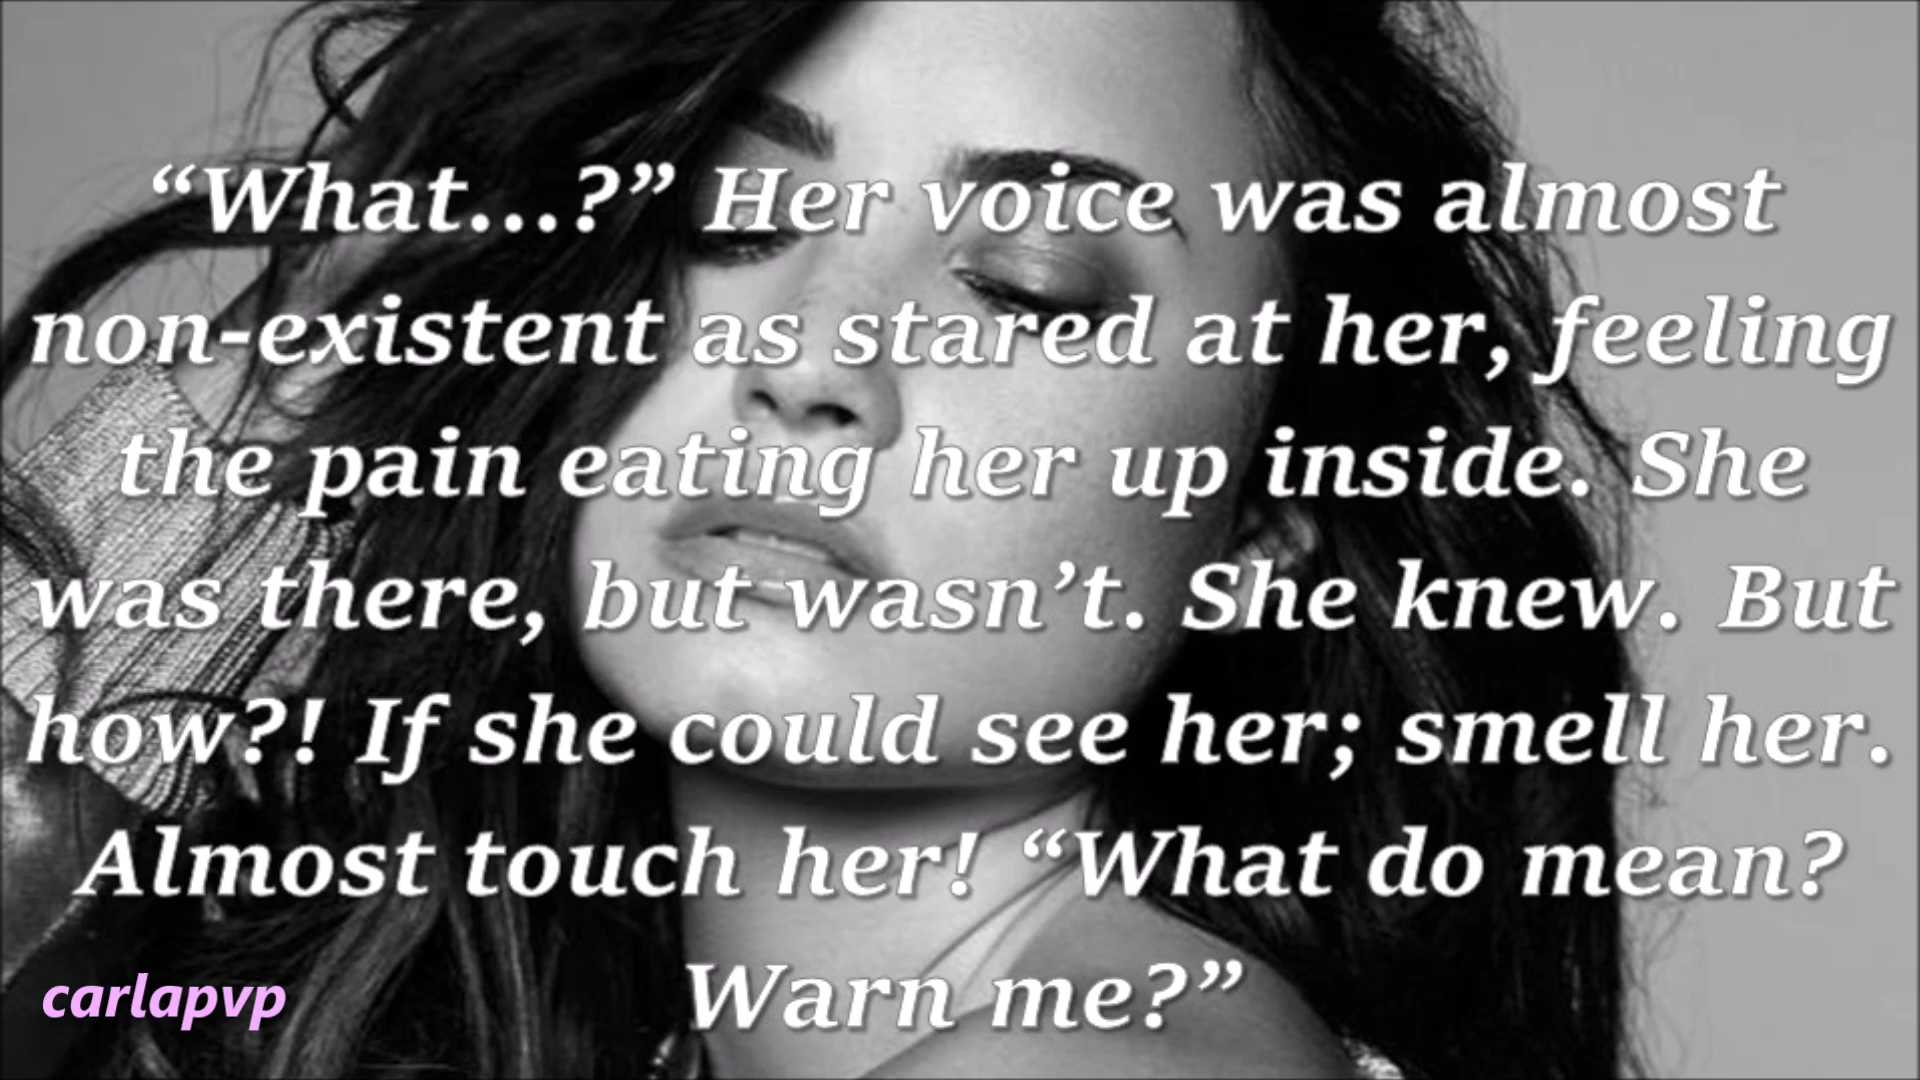 “What...?” Her voice was almost
non-existent as stared at her, feeling
the pain eating her up inside. She
was there, but wasn’t. She knew. But
how?! If she could see her; smell her.
Almost touch her! “What do mean?
Warn me?”
carlapvp